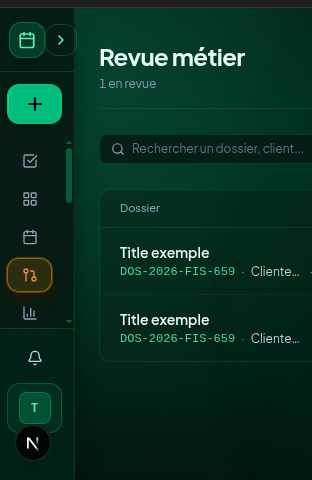 Revue métier
1 en revue
Rechercher un dossier, client...
Dossier
Title exemple
DOS-2026-FIS-659 · Cliente... ·
Title exemple
DOS-2026-FIS-659 · Cliente...
T
N